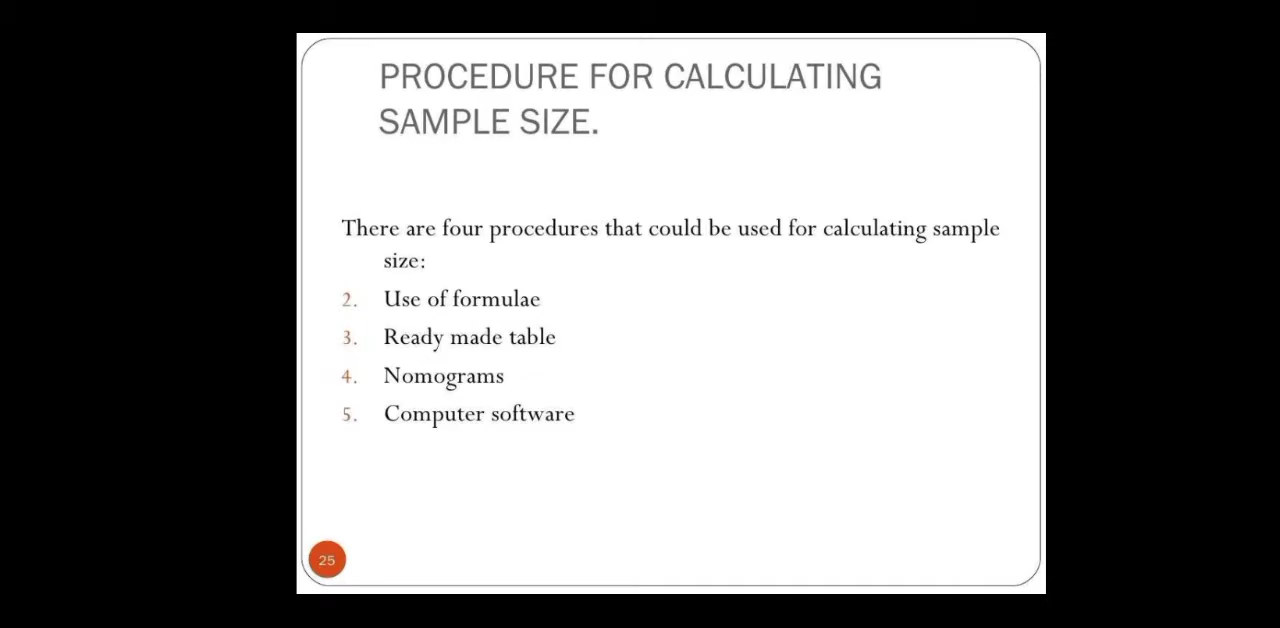 PROCEDURE FOR CALCULATING
SAMPLE SIZE.
There are four procedures that could be used for calculating sample
size:
2. Use of formulae
3. Ready made table
4. Nomograms
5. Computer software
25